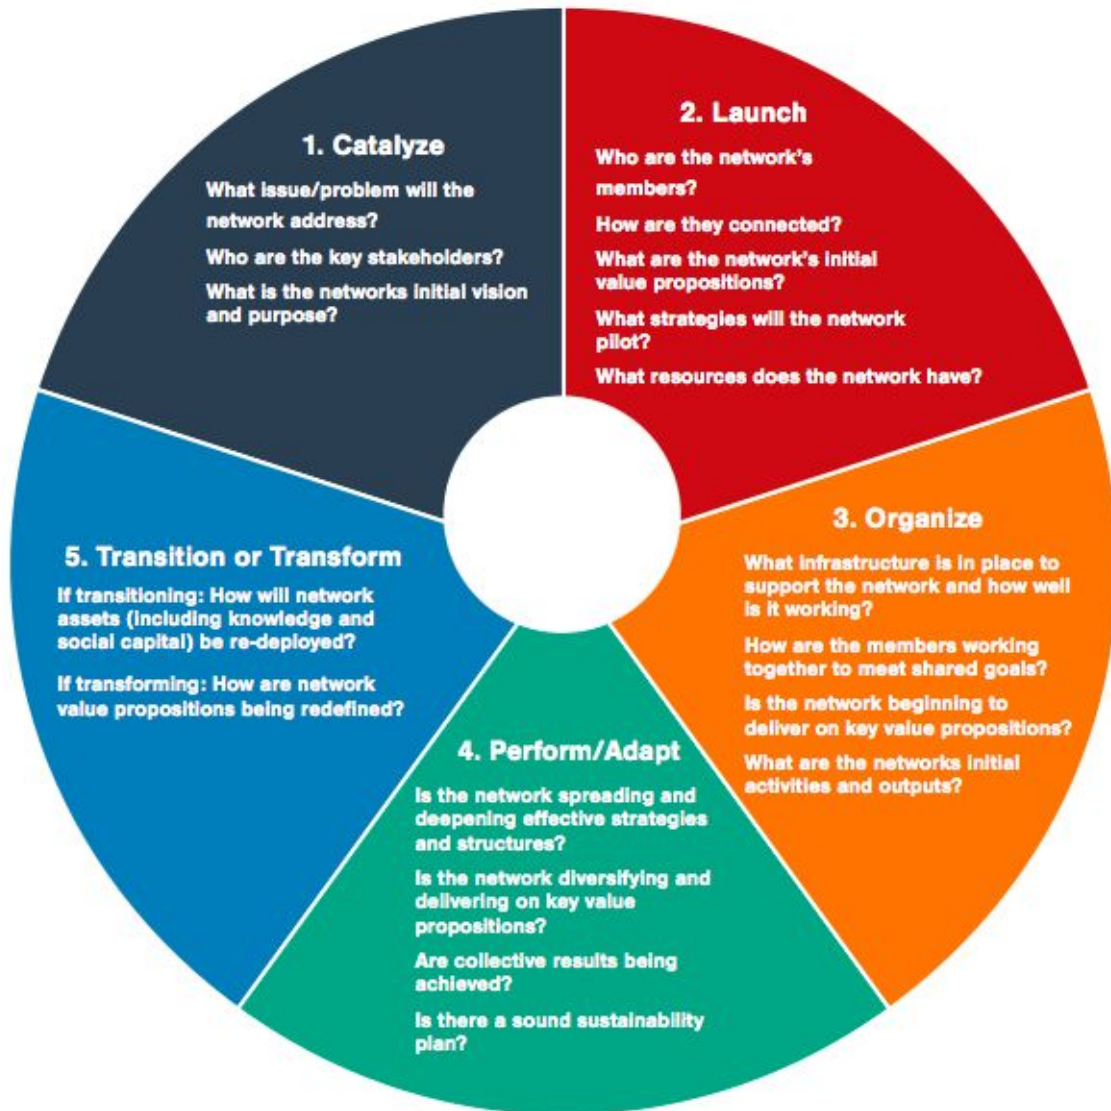 1. Catalyze
What issue/problem will the
network address?
Who are the key stakeholders?
What is the networks initial vision
and purpose?
2. Launch
Who are the network's
members?
How are they connected?
What are the network's initial
value propositions?
What strategies will the network
pilot?
What resources does the network have?
3. Organize
What infrastructure is in place to
support the network and how well
is it working?
How are the members working
together to meet shared goals?
Is the network beginning to
deliver on key value propositions?
What are the networks initial
activities and outputs?
4. Perform/Adapt
Is the network spreading and
deepening effective strategies
and structures?
Is the network diversifying and
delivering on key value
propositions?
Are collective results being
achieved?
Is there a sound sustainability
plan?
5. Transition or Transform
If transitioning: How will network
assets (including knowledge and
social capital) be re-deployed?
If transforming: How are network
value propositions being redefined?